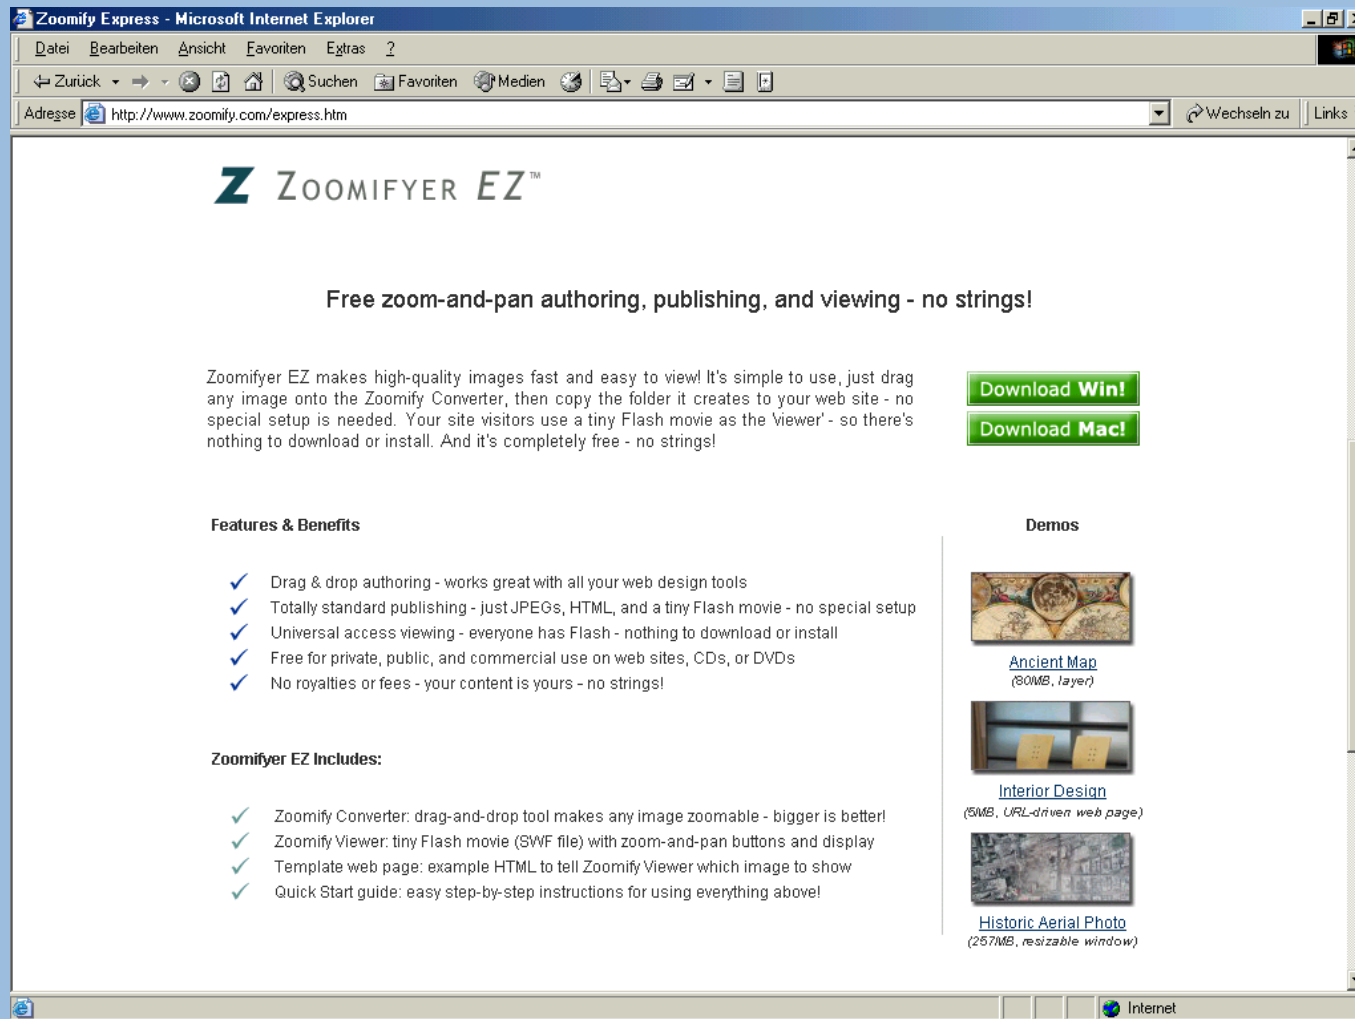 Zoomify Express - Microsoft Internet Explorer
Datei Bearbeiten Ansicht Favoriten Extras ?
Zurück Suchen Favoriten Medien
Adresse http://www.zoomify.com/express.htm Wechseln zu Links
Z ZOOMIFYER EZ™
Free zoom-and-pan authoring, publishing, and viewing - no strings!
Zoomifyer EZ makes high-quality images fast and easy to view! It's simple to use, just drag
any image onto the Zoomify Converter, then copy the folder it creates to your web site - no
special setup is needed. Your site visitors use a tiny Flash movie as the 'viewer' - so there's
nothing to download or install. And it's completely free - no strings!
Download Win!
Download Mac!
Features & Benefits
Drag & drop authoring - works great with all your web design tools
Totally standard publishing - just JPEGs, HTML, and a tiny Flash movie - no special setup
Universal access viewing - everyone has Flash - nothing to download or install
Free for private, public, and commercial use on web sites, CDs, or DVDs
No royalties or fees - your content is yours - no strings!
Zoomifyer EZ Includes:
Zoomify Converter: drag-and-drop tool makes any image zoomable - bigger is better!
Zoomify Viewer: tiny Flash movie (SWF file) with zoom-and-pan buttons and display
Template web page: example HTML to tell Zoomify Viewer which image to show
Quick Start guide: easy step-by-step instructions for using everything above!
Demos
Ancient Map
(80MB, layer)
Interior Design
(5MB, URL-driven web page)
Historic Aerial Photo
(257MB, resizable window)
Internet